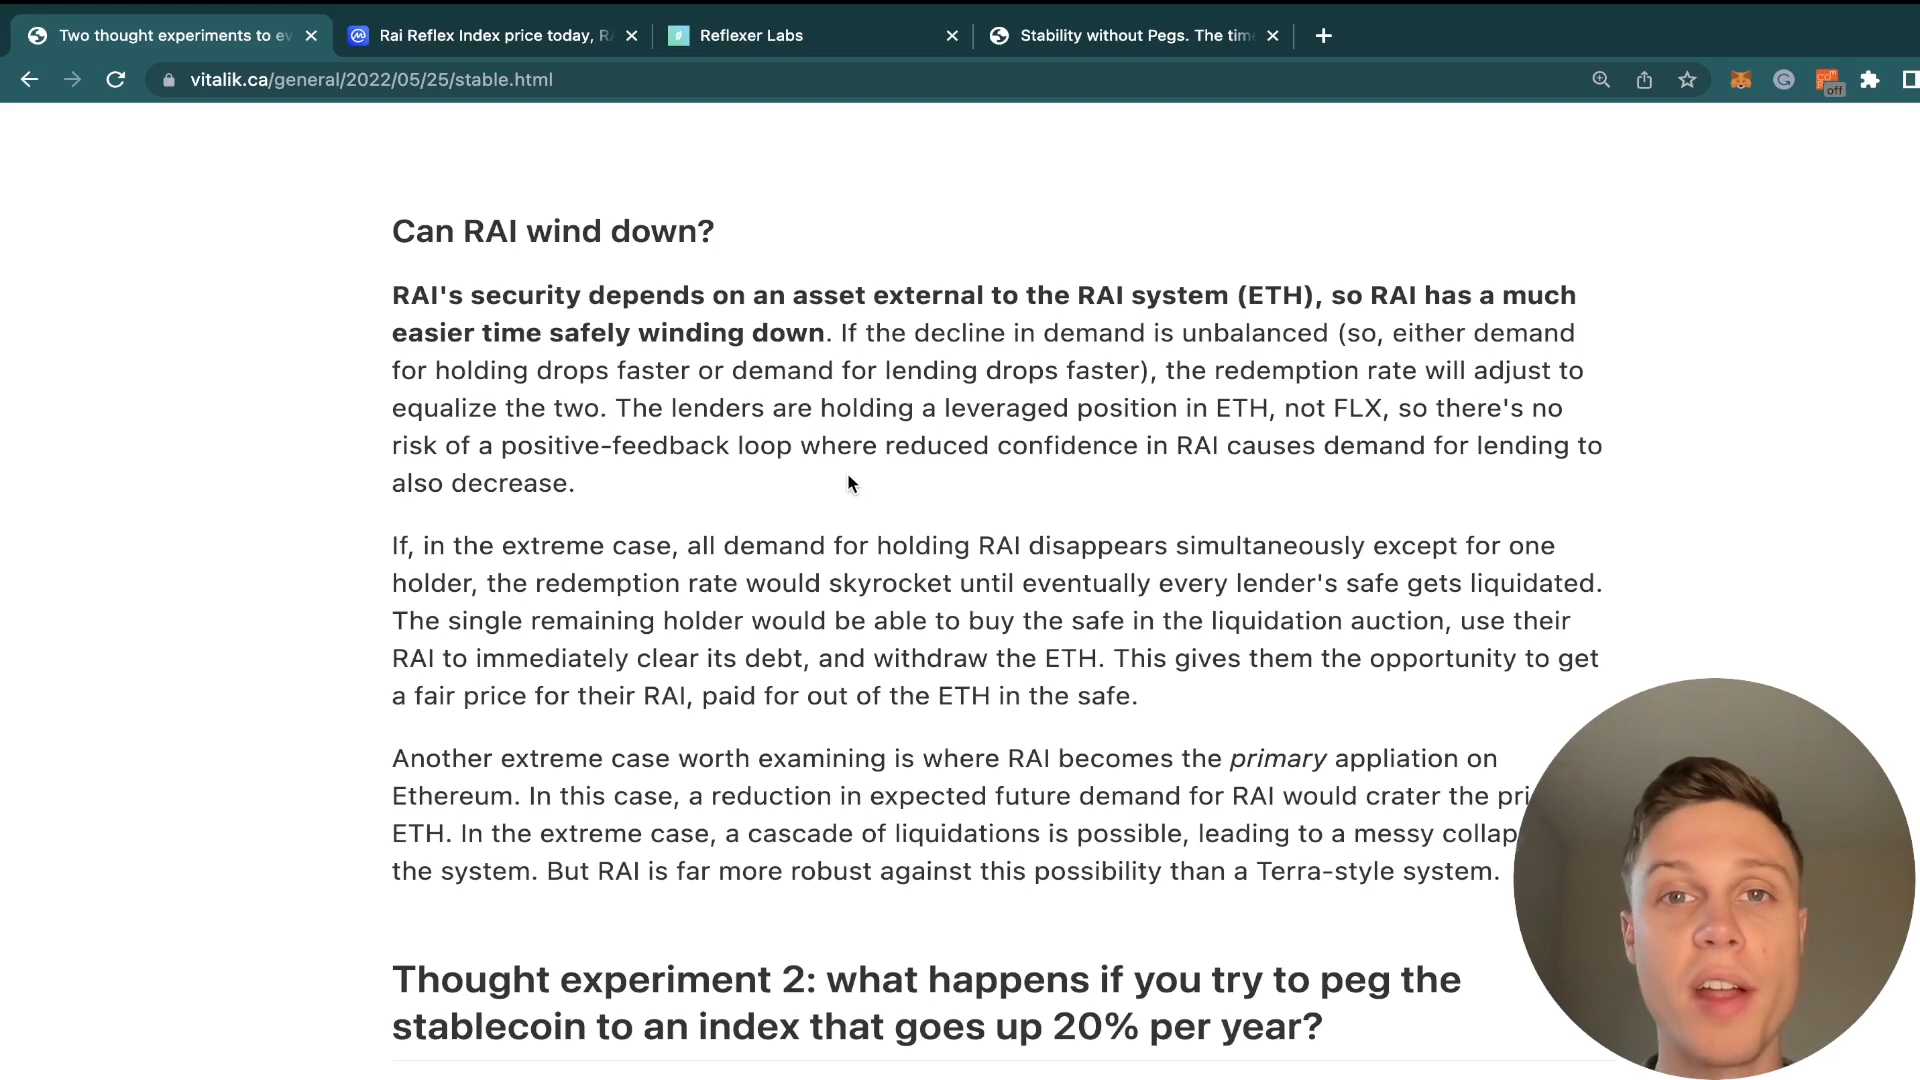 Two thought experiments to ev
Rai Reflex Index price today, RA
Reflexer Labs
Stability without Pegs. The tim
vitalik.ca/general/2022/05/25/stable.html
off
Can RAI wind down?
RAI's security depends on an asset external to the RAI system (ETH), so RAI has a much
easier time safely winding down. If the decline in demand is unbalanced (so, either demand
for holding drops faster or demand for lending drops faster), the redemption rate will adjust to
equalize the two. The lenders are holding a leveraged position in ETH, not FLX, so there's no
risk of a positive-feedback loop where reduced confidence in RAI causes demand for lending to
also decrease.
If, in the extreme case, all demand for holding RAI disappears simultaneously except for one
holder, the redemption rate would skyrocket until eventually every lender's safe gets liquidated.
The single remaining holder would be able to buy the safe in the liquidation auction, use their
RAI to immediately clear its debt, and withdraw the ETH. This gives them the opportunity to get
a fair price for their RAI, paid for out of the ETH in the safe.
Another extreme case worth examining is where RAI becomes the primary appliation on
Ethereum. In this case, a reduction in expected future demand for RAI would crater the pri
ETH. In the extreme case, a cascade of liquidations is possible, leading to a messy collap
the system. But RAI is far more robust against this possibility than a Terra-style system.
Thought experiment 2: what happens if you try to peg the
stablecoin to an index that goes up 20% per year?